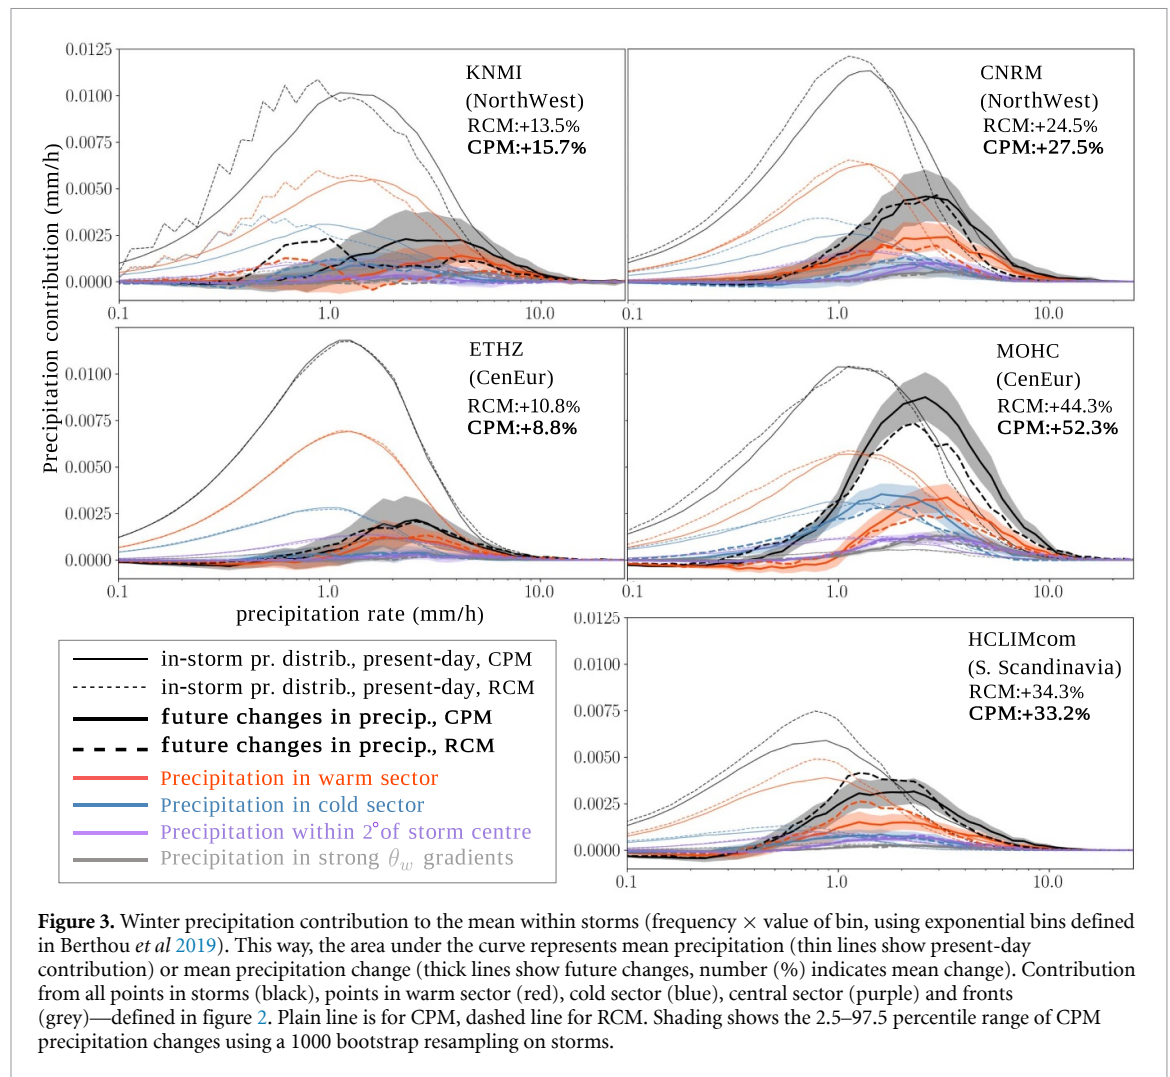 Precipitation contribution (mm/h)
0.0125
0.0100
0.0075
0.0050
0.0025
0.0000
KNMI
(NorthWest)
RCM:+13.5%
CPM:+15.7%
0.1 1.0 10.0
CNRM
(NorthWest)
RCM:+24.5%
CPM:+27.5%
0.1 1.0 10.0
0.0100
0.0075
0.0050
0.0025
0.0000
ETHZ
(CenEur)
RCM:+10.8%
CPM:+8.8%
0.1 1.0 10.0
precipitation rate (mm/h)
MOHC
(CenEur)
RCM:+44.3%
CPM:+52.3%
0.1 1.0 10.0
0.0125
0.0100
0.0075
0.0050
0.0025
0.0000
HCLIMcom
(S. Scandinavia)
RCM:+34.3%
CPM:+33.2%
0.1 1.0 10.0
in-storm pr. distrib., present-day, CPM
in-storm pr. distrib., present-day, RCM
future changes in precip., CPM
future changes in precip., RCM
Precipitation in warm sector
Precipitation in cold sector
Precipitation within 2° of storm centre
Precipitation in strong θw gradients
Figure 3. Winter precipitation contribution to the mean within storms (frequency × value of bin, using exponential bins defined
in Berthou et al 2019). This way, the area under the curve represents mean precipitation (thin lines show present-day
contribution) or mean precipitation change (thick lines show future changes, number (%) indicates mean change). Contribution
from all points in storms (black), points in warm sector (red), cold sector (blue), central sector (purple) and fronts
(grey)—defined in figure 2. Plain line is for CPM, dashed line for RCM. Shading shows the 2.5–97.5 percentile range of CPM
precipitation changes using a 1000 bootstrap resampling on storms.